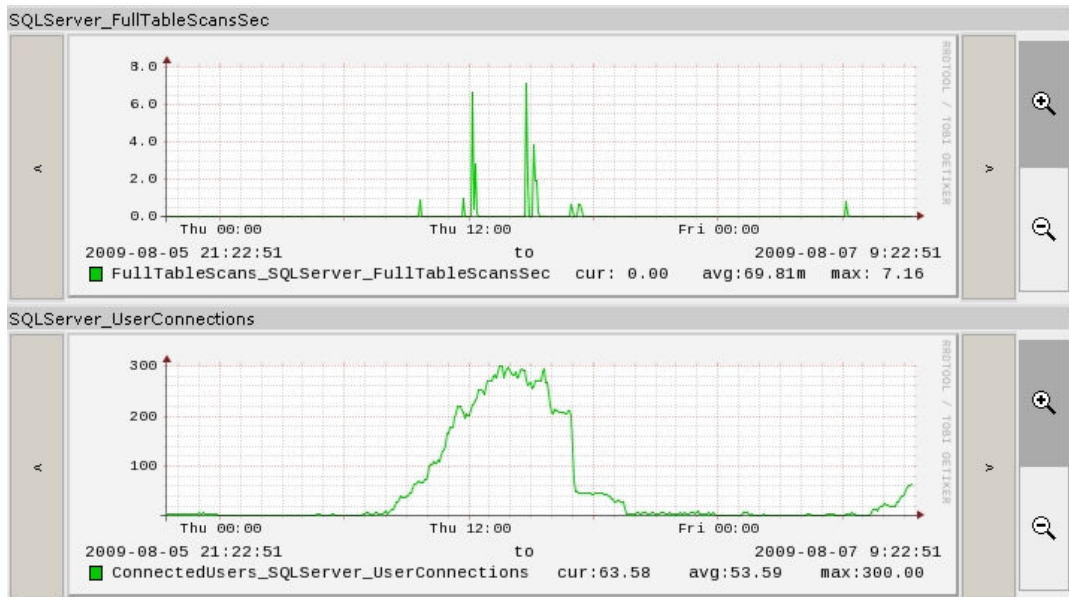 SQLServer_FullTableScansSec
8.0
6.0
4.0
2.0
0.0
Thu 00:00 Thu 12:00 Fri 00:00
2009-08-05 21:22:51 to 2009-08-07 9:22:51
FullTableScans_SQLServer_FullTableScansSec cur: 0.00 avg:69.81m max: 7.16
RRDTOOL / TOBI OETIKER
<
>
SQLServer_UserConnections
300
200
100
Thu 00:00 Thu 12:00 Fri 00:00
2009-08-05 21:22:51 to 2009-08-07 9:22:51
ConnectedUsers_SQLServer_UserConnections cur:63.58 avg:53.59 max:300.00
RRDTOOL / TOBI OETIKER
<
>